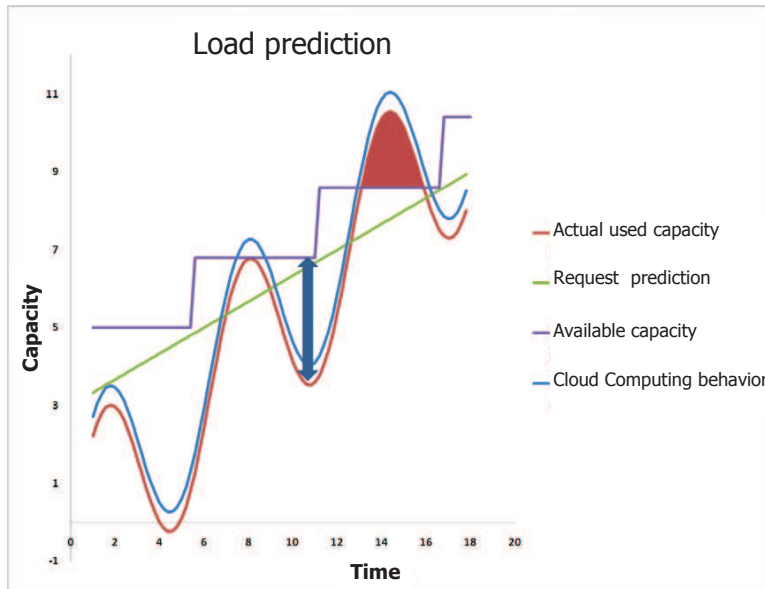 Load prediction
11
9
7
5
3
1
-1
Capacity
0 2 4 6 8 10 12 14 16 18 20
Time
Actual used capacity
Request prediction
Available capacity
Cloud Computing behavior